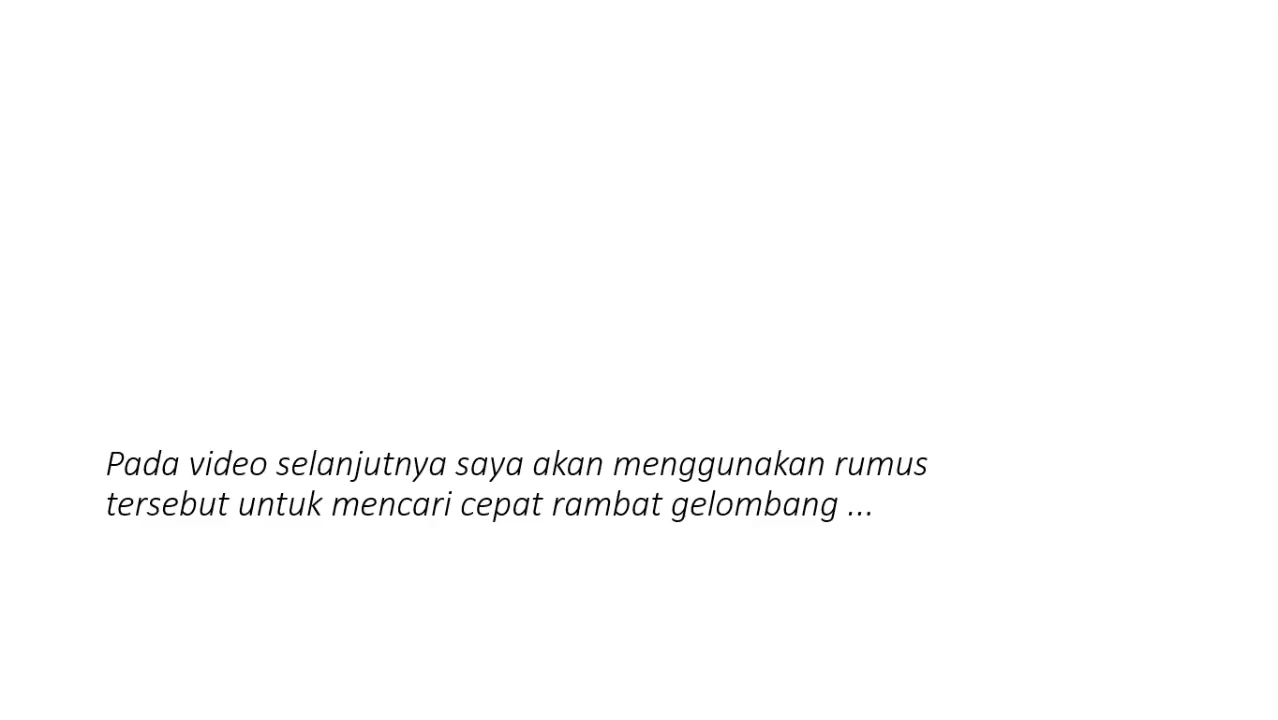 Pada video selanjutnya saya akan menggunakan rumus
tersebut untuk mencari cepat rambat gelombang ...